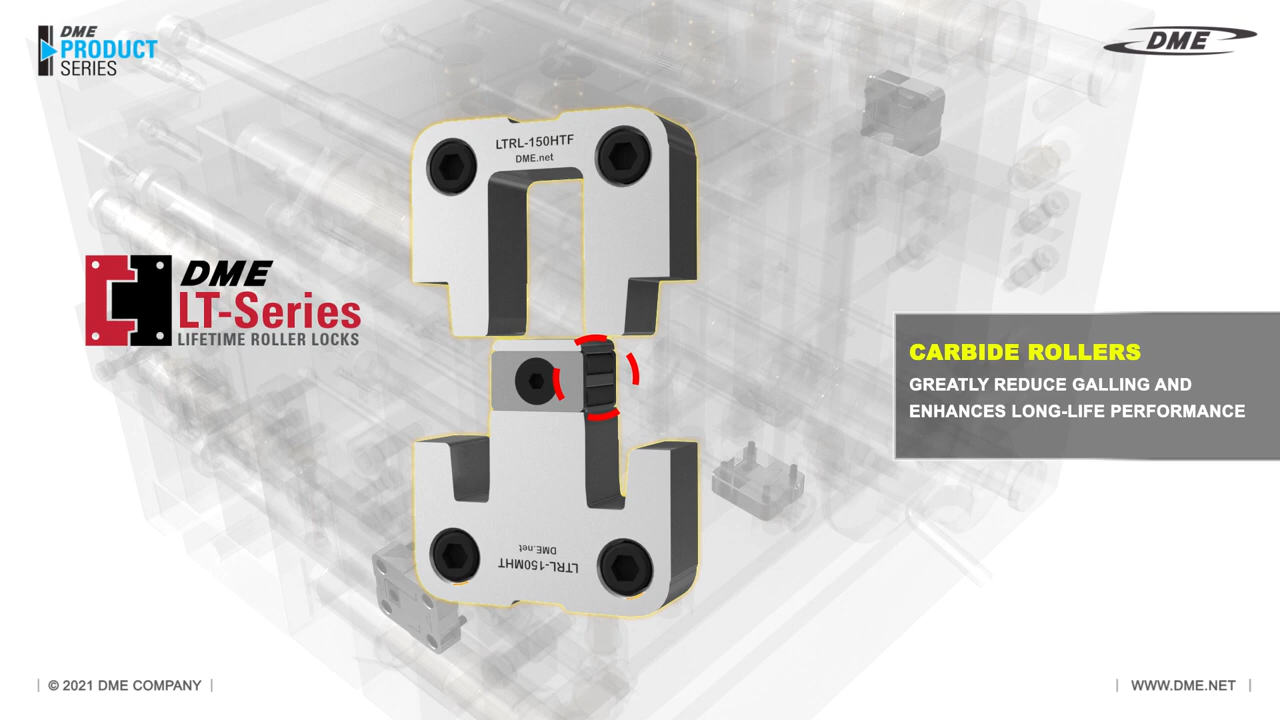 DME
PRODUCT
SERIES
DME
LTRL-150HTF
DME.net
DME
LT-Series
LIFETIME ROLLER LOCKS
CARBIDE ROLLERS
GREATLY REDUCE GALLING AND
ENHANCES LONG-LIFE PERFORMANCE
DME.net
LTRL-150MHT
| © 2021 DME COMPANY |
| WWW.DME.NET |